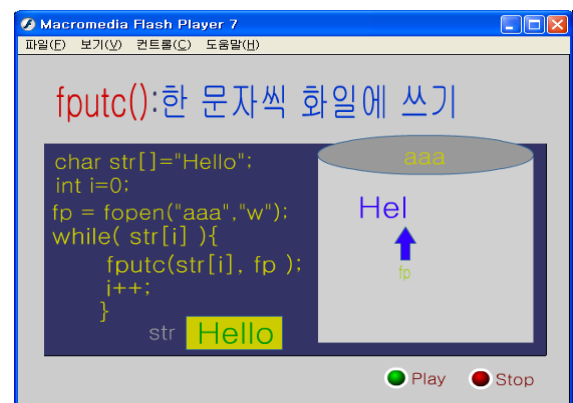 Macromedia Flash Player 7
파일(F) 보기(V) 컨트롤(C) 도움말(H)
fputc():한 문자씩 화일에 쓰기
char str[]="Hello";
int i=0;
fp = fopen("aaa","w");
while( str[i] ){
fputc(str[i], fp );
i++;
}
str Hello
aaa
Hel
fp
Play Stop